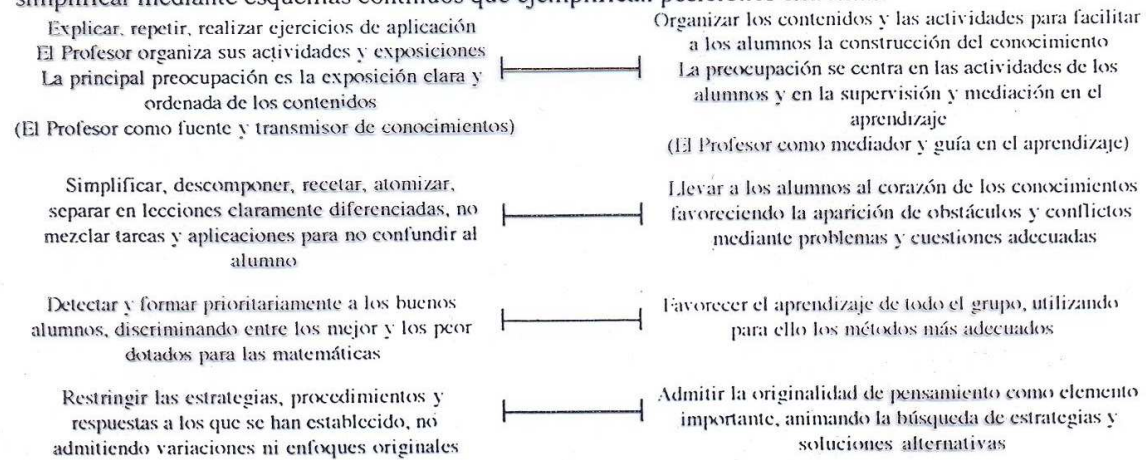 Explicar, repetir, realizar ejercicios de aplicación
El Profesor organiza sus actividades y exposiciones
La principal preocupación es la exposición clara y
ordenada de los contenidos
(El Profesor como fuente y transmisor de conocimientos)
Organizar los contenidos y las actividades para facilitar
a los alumnos la construcción del conocimiento
La preocupación se centra en las actividades de los
alumnos y en la supervisión y mediación en el
aprendizaje
(El Profesor como mediador y guía en el aprendizaje)
Simplificar, descomponer, recetar, atomizar,
separar en lecciones claramente diferenciadas, no
mezclar tareas y aplicaciones para no confundir al
alumno
Llevar a los alumnos al corazón de los conocimientos
favoreciendo la aparición de obstáculos y conflictos
mediante problemas y cuestiones adecuadas
Detectar y formar prioritariamente a los buenos
alumnos, discriminando entre los mejor y los peor
dotados para las matemáticas
Favorecer el aprendizaje de todo el grupo, utilizando
para ello los métodos más adecuados
Restringir las estrategias, procedimientos y
respuestas a los que se han establecido, no
admitiendo variaciones ni enfoques originales
Admitir la originalidad de pensamiento como elemento
importante, animando la búsqueda de estrategias y
soluciones alternativas